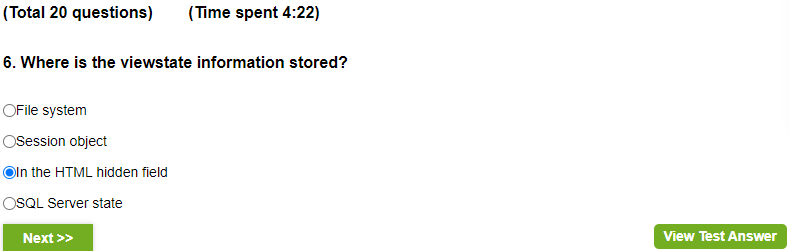 (Total 20 questions) (Time spent 4:22)
6. Where is the viewstate information stored?
File system
Session object
In the HTML hidden field
SQL Server state
Next >>
View Test Answer